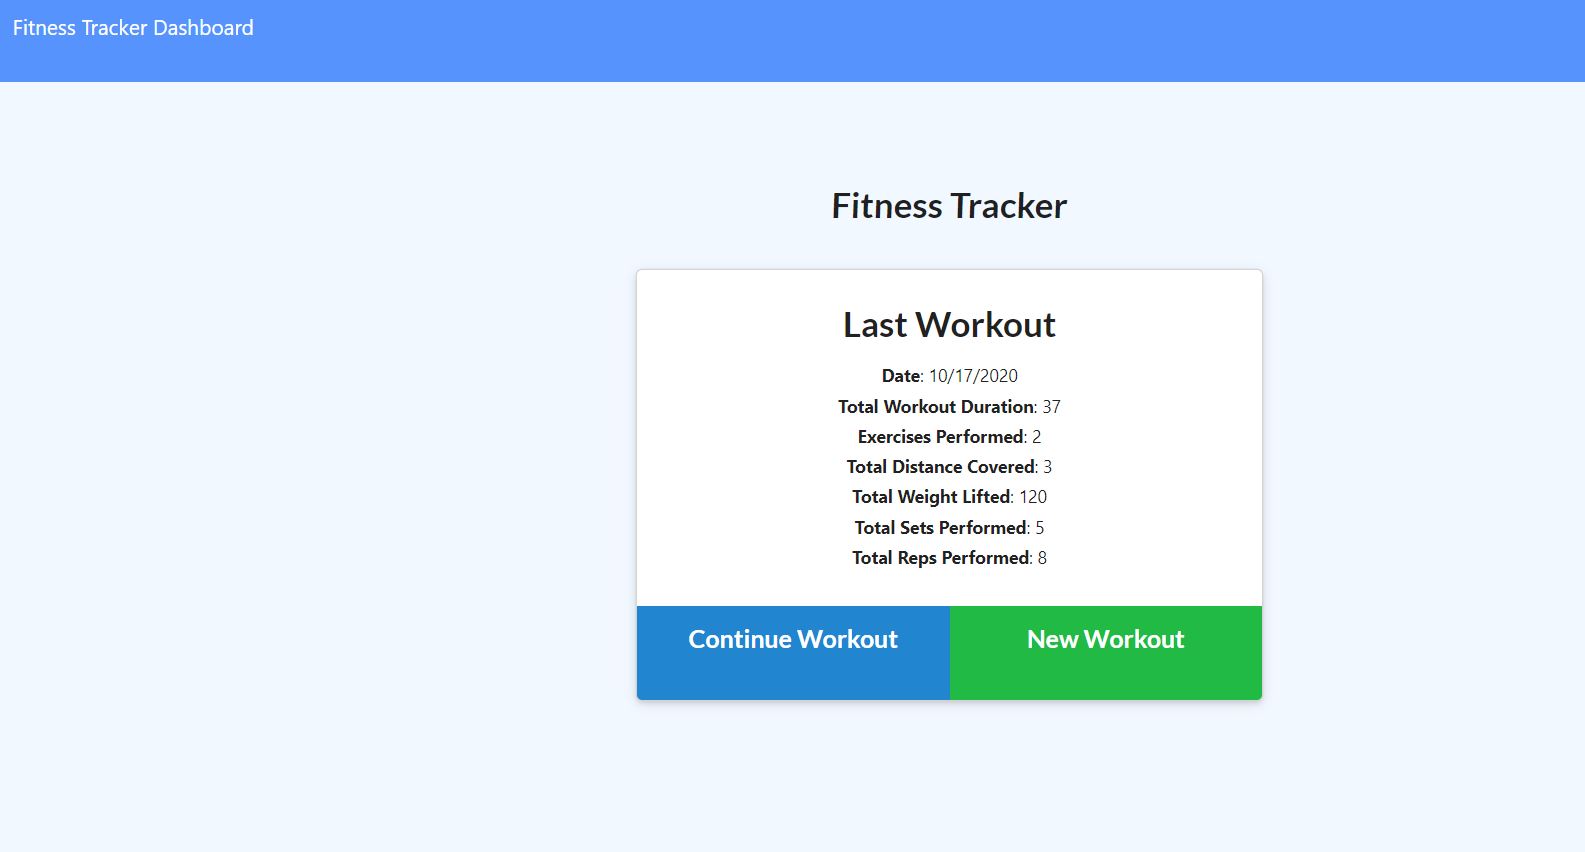 Fitness Tracker Dashboard
Fitness Tracker
Last Workout
Date: 10/17/2020
Total Workout Duration: 37
Exercises Performed: 2
Total Distance Covered: 3
Total Weight Lifted: 120
Total Sets Performed: 5
Total Reps Performed: 8
Continue Workout
New Workout